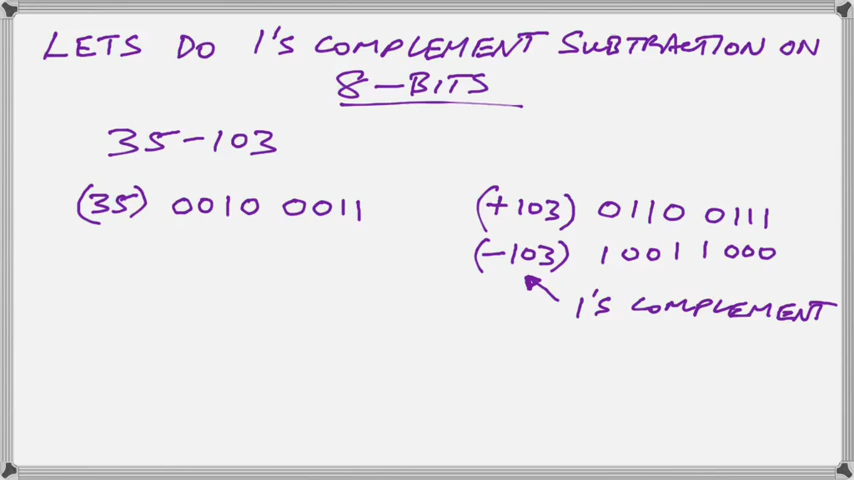 LETS DO 1'S COMPLEMENT SUBTRACTION ON
8-BITS
35-103
(35) 0010 0011
(+103) 0110 0111
(-103) 1001 1000
1'S COMPLEMENT